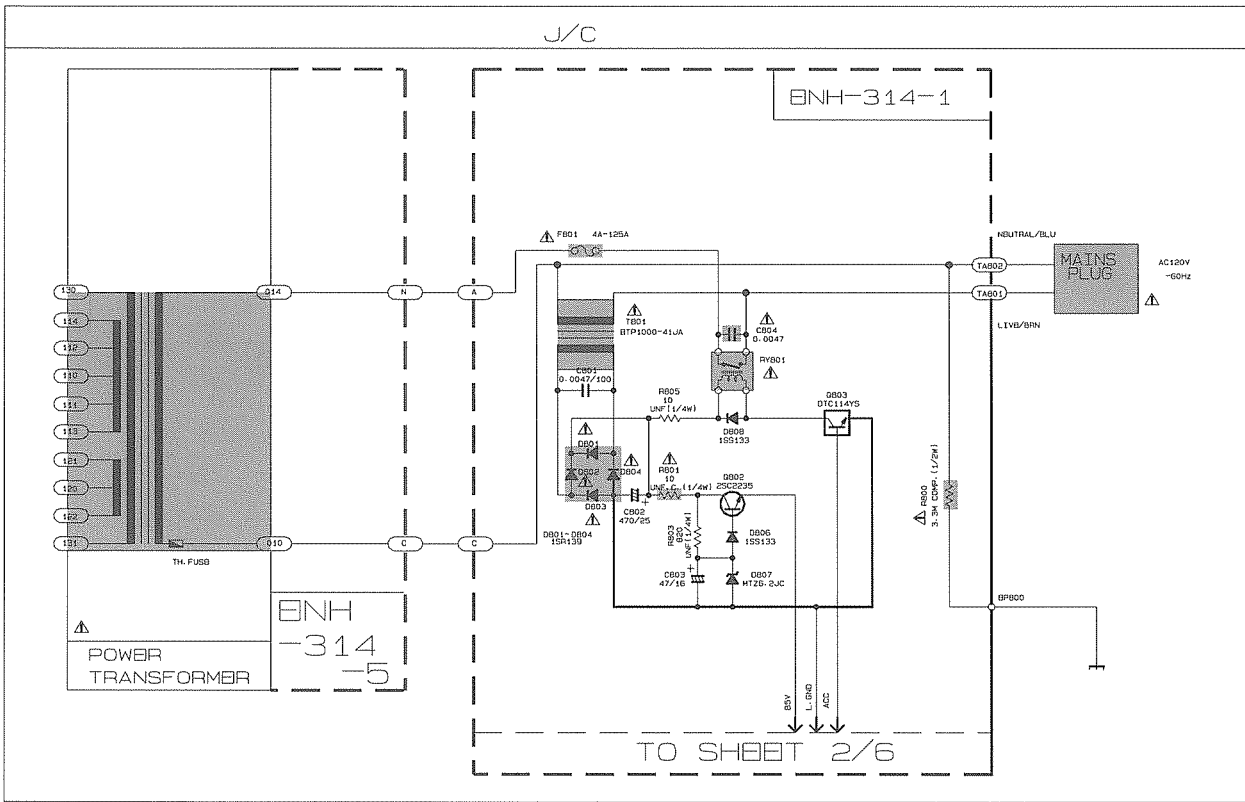 J/C
BNH-314-1
F801 4A-125A
NEUTRAL/BLU
MAINS
PLUG
AC120V
~60Hz
TA802
TA801
LIVE/BRN
130
014
N
A
114
112
110
111
113
121
120
122
131
010
C
C
TH.FUSE
T801
BTP1000-41JA
C801
0.0047/100
C804
0.0047
RY801
R805
10
UNF(1/4W)
D808
1SS133
Q803
DTC114YS
D801
D802
D804
D803
D801-D804
1SR139
C802
470/25
+
R801
10
UNF.C.(1/4W)
Q802
2SC2235
R803
820
UNF(1/4W)
D806
1SS133
+
C803
47/16
D807
MTZ6.2JC
R800
3.3M COMP.(1/2W)
BP800
BNH
-314
-5
POWER
TRANSFORMER
B5V
L.GND
ACC
TO SHEET 2/6